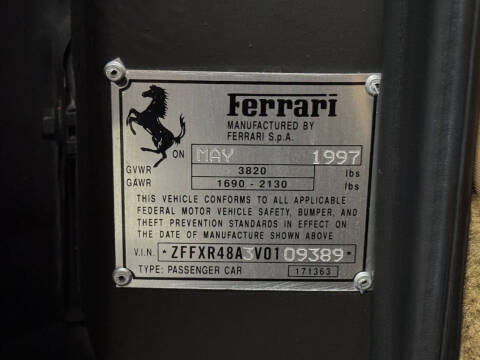 Ferrari
MANUFACTURED BY
FERRARI S.p.A.
ON MAY 1997
GVWR 3820 lbs
GAWR 1690 - 2130 lbs
THIS VEHICLE CONFORMS TO ALL APPLICABLE
FEDERAL MOTOR VEHICLE SAFETY, BUMPER, AND
THEFT PREVENTION STANDARDS IN EFFECT ON
THE DATE OF MANUFACTURE SHOWN ABOVE
V.I.N. *ZFFXR48A3V0109389*
TYPE: PASSENGER CAR 171363